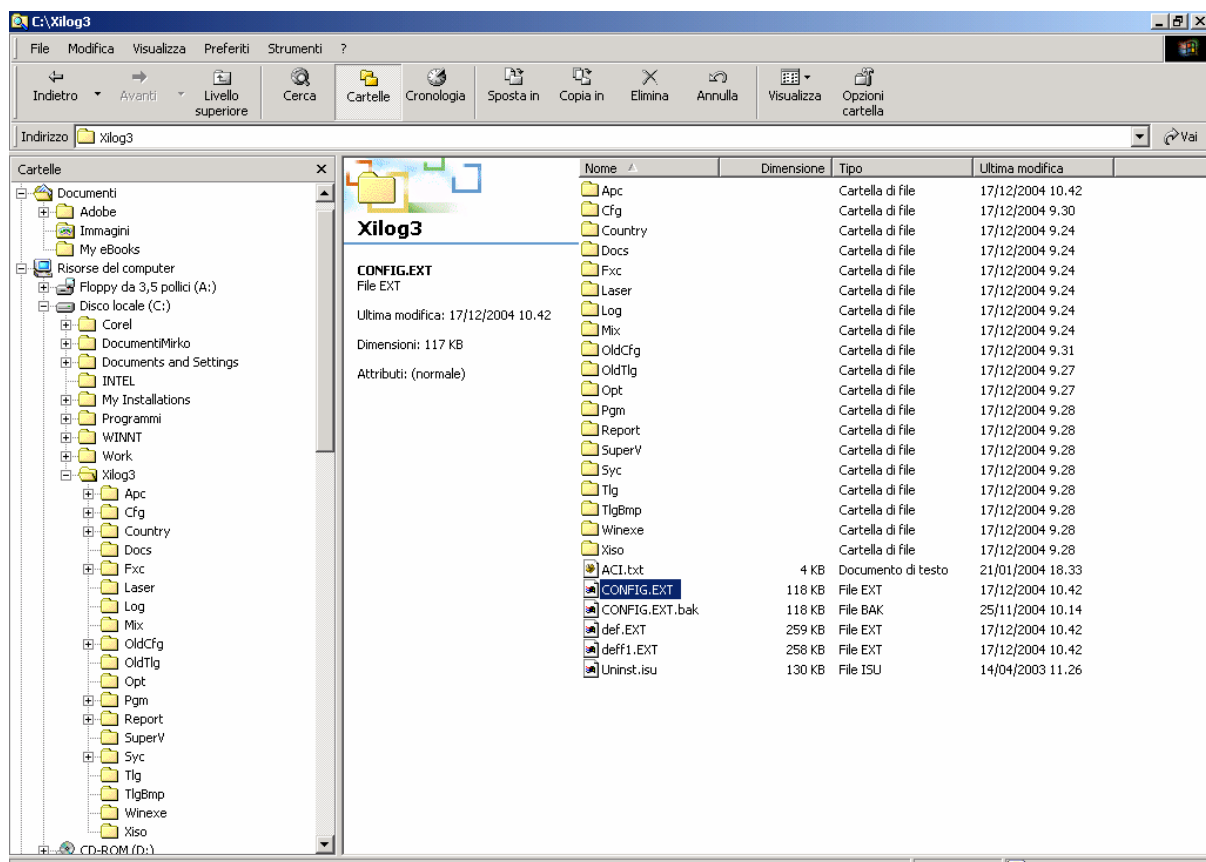 C:\Xilog3
File Modifica Visualizza Preferiti Strumenti ?
Indietro Avanti Livello superiore Cerca Cartelle Cronologia Sposta in Copia in Elimina Annulla Visualizza Opzioni cartella
Indirizzo Xilog3 Vai
Cartelle
Documenti
Adobe
Immagini
My eBooks
Risorse del computer
Floppy da 3,5 pollici (A:)
Disco locale (C:)
Corel
DocumentiMirko
Documents and Settings
INTEL
My Installations
Programmi
WINNT
Work
Xilog3
Apc
Cfg
Country
Docs
Fxc
Laser
Log
Mix
OldCfg
OldTlg
Opt
Pgm
Report
SuperV
Syc
Tlg
TlgBmp
Winexe
Xiso
CD-ROM (D:)
Xilog3
CONFIG.EXT
File EXT
Ultima modifica: 17/12/2004 10.42
Dimensioni: 117 KB
Attributi: (normale)
Nome Dimensione Tipo Ultima modifica
Apc Cartella di file 17/12/2004 10.42
Cfg Cartella di file 17/12/2004 9.30
Country Cartella di file 17/12/2004 9.24
Docs Cartella di file 17/12/2004 9.24
Fxc Cartella di file 17/12/2004 9.24
Laser Cartella di file 17/12/2004 9.24
Log Cartella di file 17/12/2004 9.24
Mix Cartella di file 17/12/2004 9.24
OldCfg Cartella di file 17/12/2004 9.31
OldTlg Cartella di file 17/12/2004 9.27
Opt Cartella di file 17/12/2004 9.27
Pgm Cartella di file 17/12/2004 9.28
Report Cartella di file 17/12/2004 9.28
SuperV Cartella di file 17/12/2004 9.28
Syc Cartella di file 17/12/2004 9.28
Tlg Cartella di file 17/12/2004 9.28
TlgBmp Cartella di file 17/12/2004 9.28
Winexe Cartella di file 17/12/2004 9.28
Xiso Cartella di file 17/12/2004 9.28
ACI.txt 4 KB Documento di testo 21/01/2004 18.33
CONFIG.EXT 118 KB File EXT 17/12/2004 10.42
CONFIG.EXT.bak 118 KB File BAK 25/11/2004 10.14
def.EXT 259 KB File EXT 17/12/2004 10.42
deff1.EXT 258 KB File EXT 17/12/2004 10.42
Uninst.isu 130 KB File ISU 14/04/2003 11.26